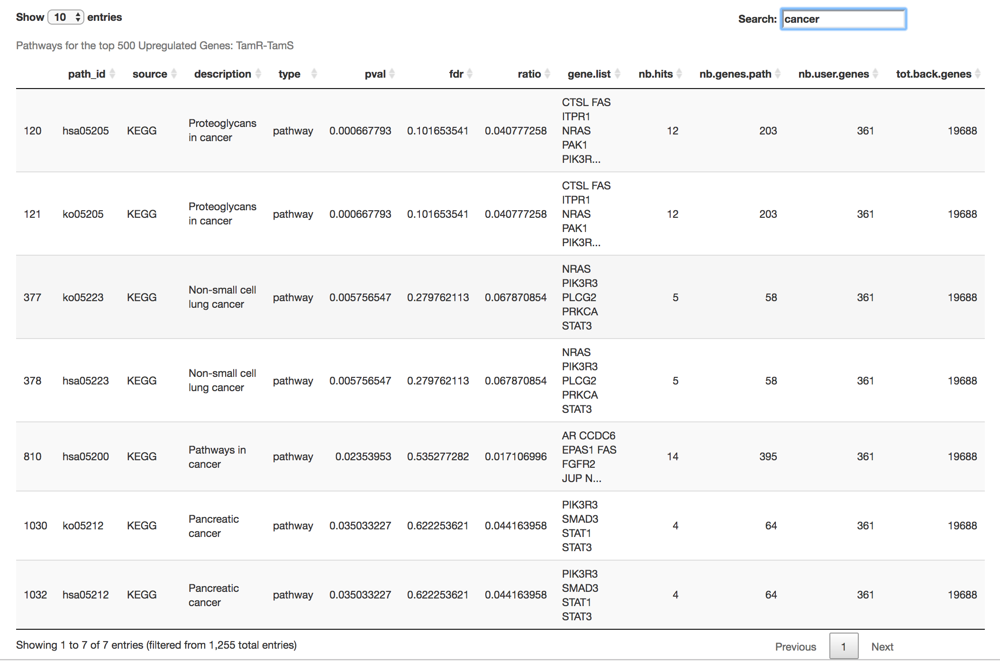 Show 10 entries Search: cancer
Pathways for the top 500 Upregulated Genes: TamR-TamS
path_id source description type pval fdr ratio gene.list nb.hits nb.genes.path nb.user.genes tot.back.genes
120 hsa05205 KEGG Proteoglycans in cancer pathway 0.000667793 0.101653541 0.040777258 CTSL FAS ITPR1 NRAS PAK1 PIK3R... 12 203 361 19688
121 ko05205 KEGG Proteoglycans in cancer pathway 0.000667793 0.101653541 0.040777258 CTSL FAS ITPR1 NRAS PAK1 PIK3R... 12 203 361 19688
377 ko05223 KEGG Non-small cell lung cancer pathway 0.005756547 0.279762113 0.067870854 NRAS PIK3R3 PLCG2 PRKCA STAT3 5 58 361 19688
378 hsa05223 KEGG Non-small cell lung cancer pathway 0.005756547 0.279762113 0.067870854 NRAS PIK3R3 PLCG2 PRKCA STAT3 5 58 361 19688
810 hsa05200 KEGG Pathways in cancer pathway 0.02353953 0.535277282 0.017106996 AR CCDC6 EPAS1 FAS FGFR2 JUP N... 14 395 361 19688
1030 ko05212 KEGG Pancreatic cancer pathway 0.035033227 0.622253621 0.044163958 PIK3R3 SMAD3 STAT1 STAT3 4 64 361 19688
1032 hsa05212 KEGG Pancreatic cancer pathway 0.035033227 0.622253621 0.044163958 PIK3R3 SMAD3 STAT1 STAT3 4 64 361 19688
Showing 1 to 7 of 7 entries (filtered from 1,255 total entries) Previous 1 Next